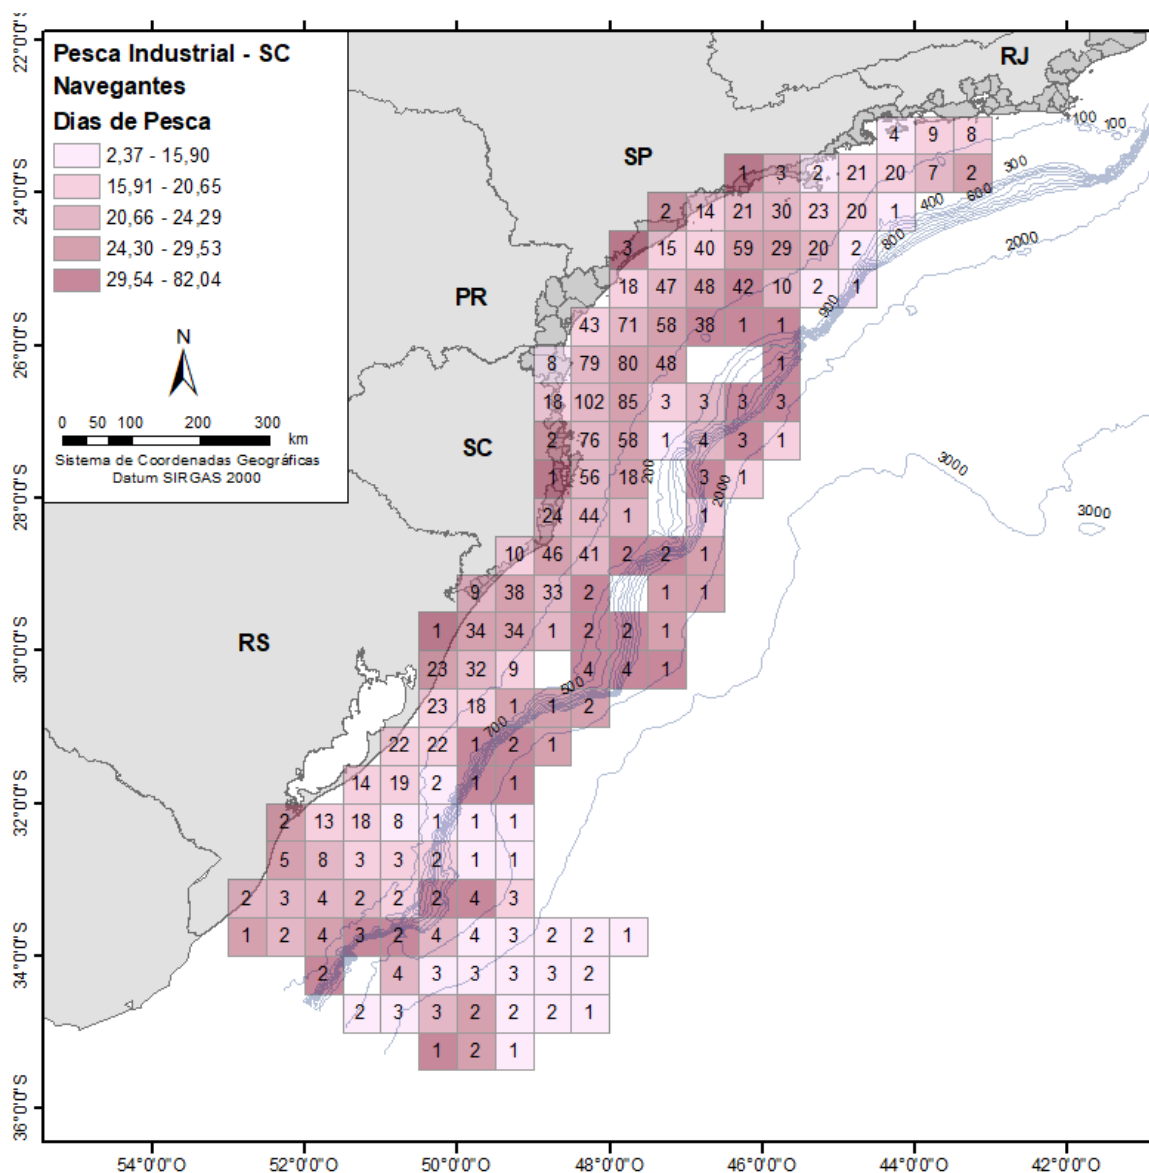 Pesca Industrial - SC
Navegantes
Dias de Pesca
2,37 - 15,90
15,91 - 20,65
20,66 - 24,29
24,30 - 29,53
29,54 - 82,04
N
0 50 100 200 300
km
Sistema de Coordenadas Geográficas
Datum SIRGAS 2000
RJ
SP
PR
SC
RS
22°0'0"S
24°0'0"S
26°0'0"S
28°0'0"S
30°0'0"S
32°0'0"S
34°0'0"S
36°0'0"S
100 100
300
400 600
800
2000
900
3000
3000
200
2000
500
700
4 9 8
1 3 2 21 20 7 2
2 14 21 30 23 20 1
3 15 40 59 29 20 2
18 47 48 42 10 2 1
43 71 58 38 1 1
8 79 80 48 1
18 102 85 3 3 3 3
2 76 58 1 4 3 1
1 56 18 3 1
24 44 1 1
10 46 41 2 2 1
9 38 33 2 1 1
1 34 34 1 2 2 1
23 32 9 4 4 1
23 18 1 1 2
22 22 1 2 1
14 19 2 1 1
2 13 18 8 1 1 1
5 8 3 3 2 1 1
2 3 4 2 2 2 4 3
1 2 4 3 2 4 4 3 2 2 1
2 4 3 3 3 3 2
2 3 3 2 2 2 1
1 2 1
54°0'0"O 52°0'0"O 50°0'0"O 48°0'0"O 46°0'0"O 44°0'0"O 42°0'0"O